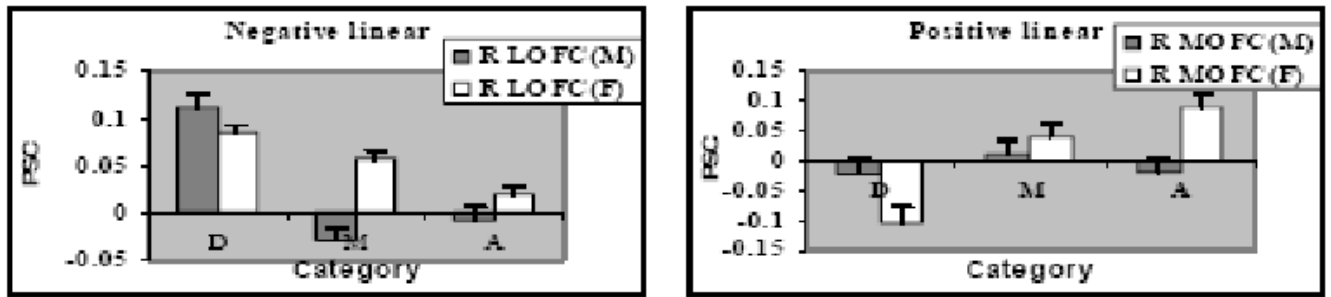 Negative linear
R LOFC(M)
R LOFC(F)
0.15
0.1
0.05
0
-0.05
PSC
D M A
Category
Positive linear
R MOFC(M)
R MOFC(F)
0.15
0.1
0.05
0
-0.05
-0.1
-0.15
PSC
D M A
Category